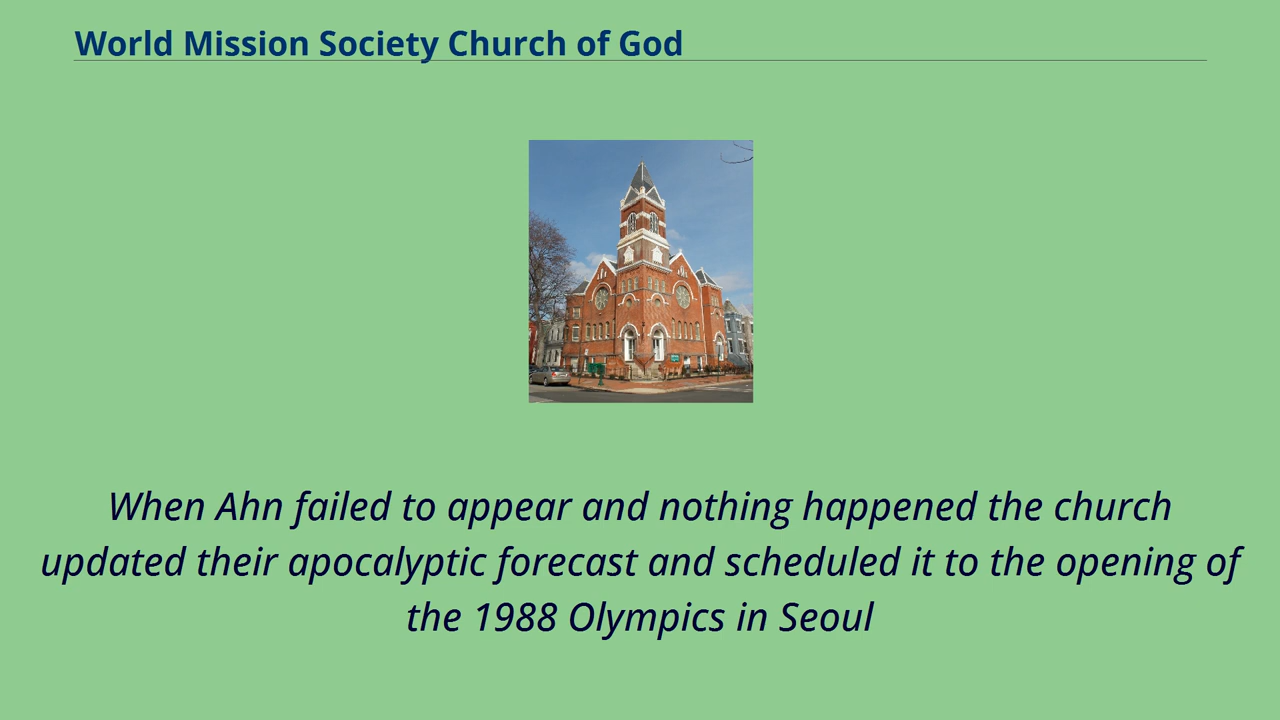 World Mission Society Church of God
When Ahn failed to appear and nothing happened the church
updated their apocalyptic forecast and scheduled it to the opening of
the 1988 Olympics in Seoul